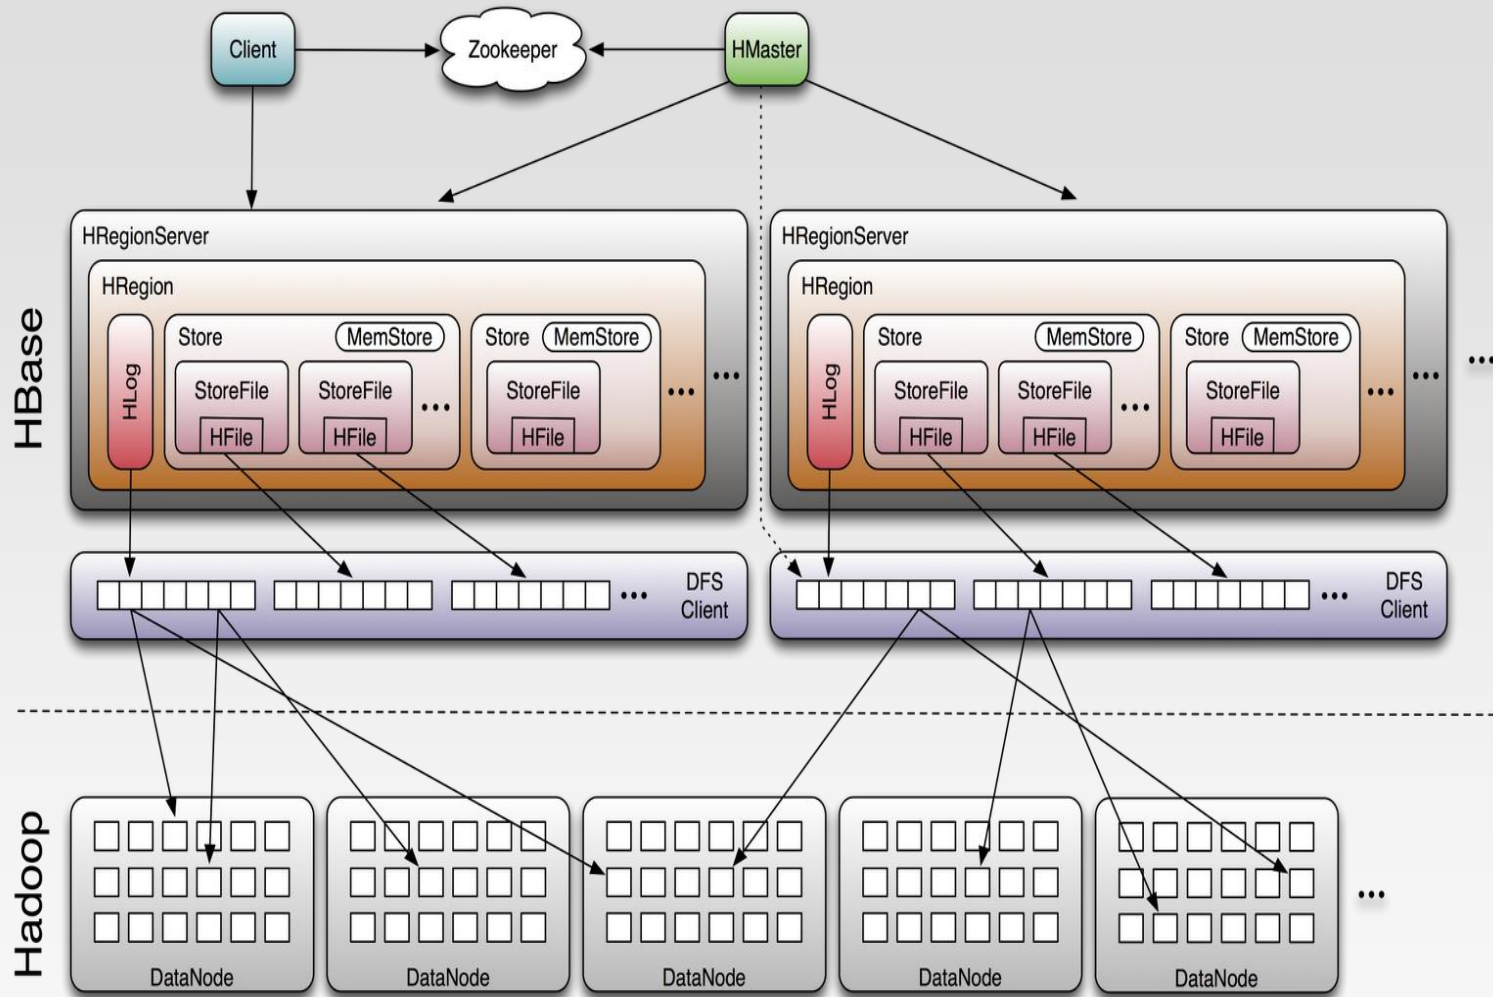 Client
Zookeeper
HMaster
HBase
HRegionServer
HRegion
HLog
Store
MemStore
StoreFile
HFile
StoreFile
HFile
...
Store
MemStore
StoreFile
HFile
...
...
HRegionServer
HRegion
HLog
Store
MemStore
StoreFile
HFile
StoreFile
HFile
...
Store
MemStore
StoreFile
HFile
...
...
...
...
DFS
Client
...
DFS
Client
Hadoop
DataNode
DataNode
DataNode
DataNode
DataNode
...